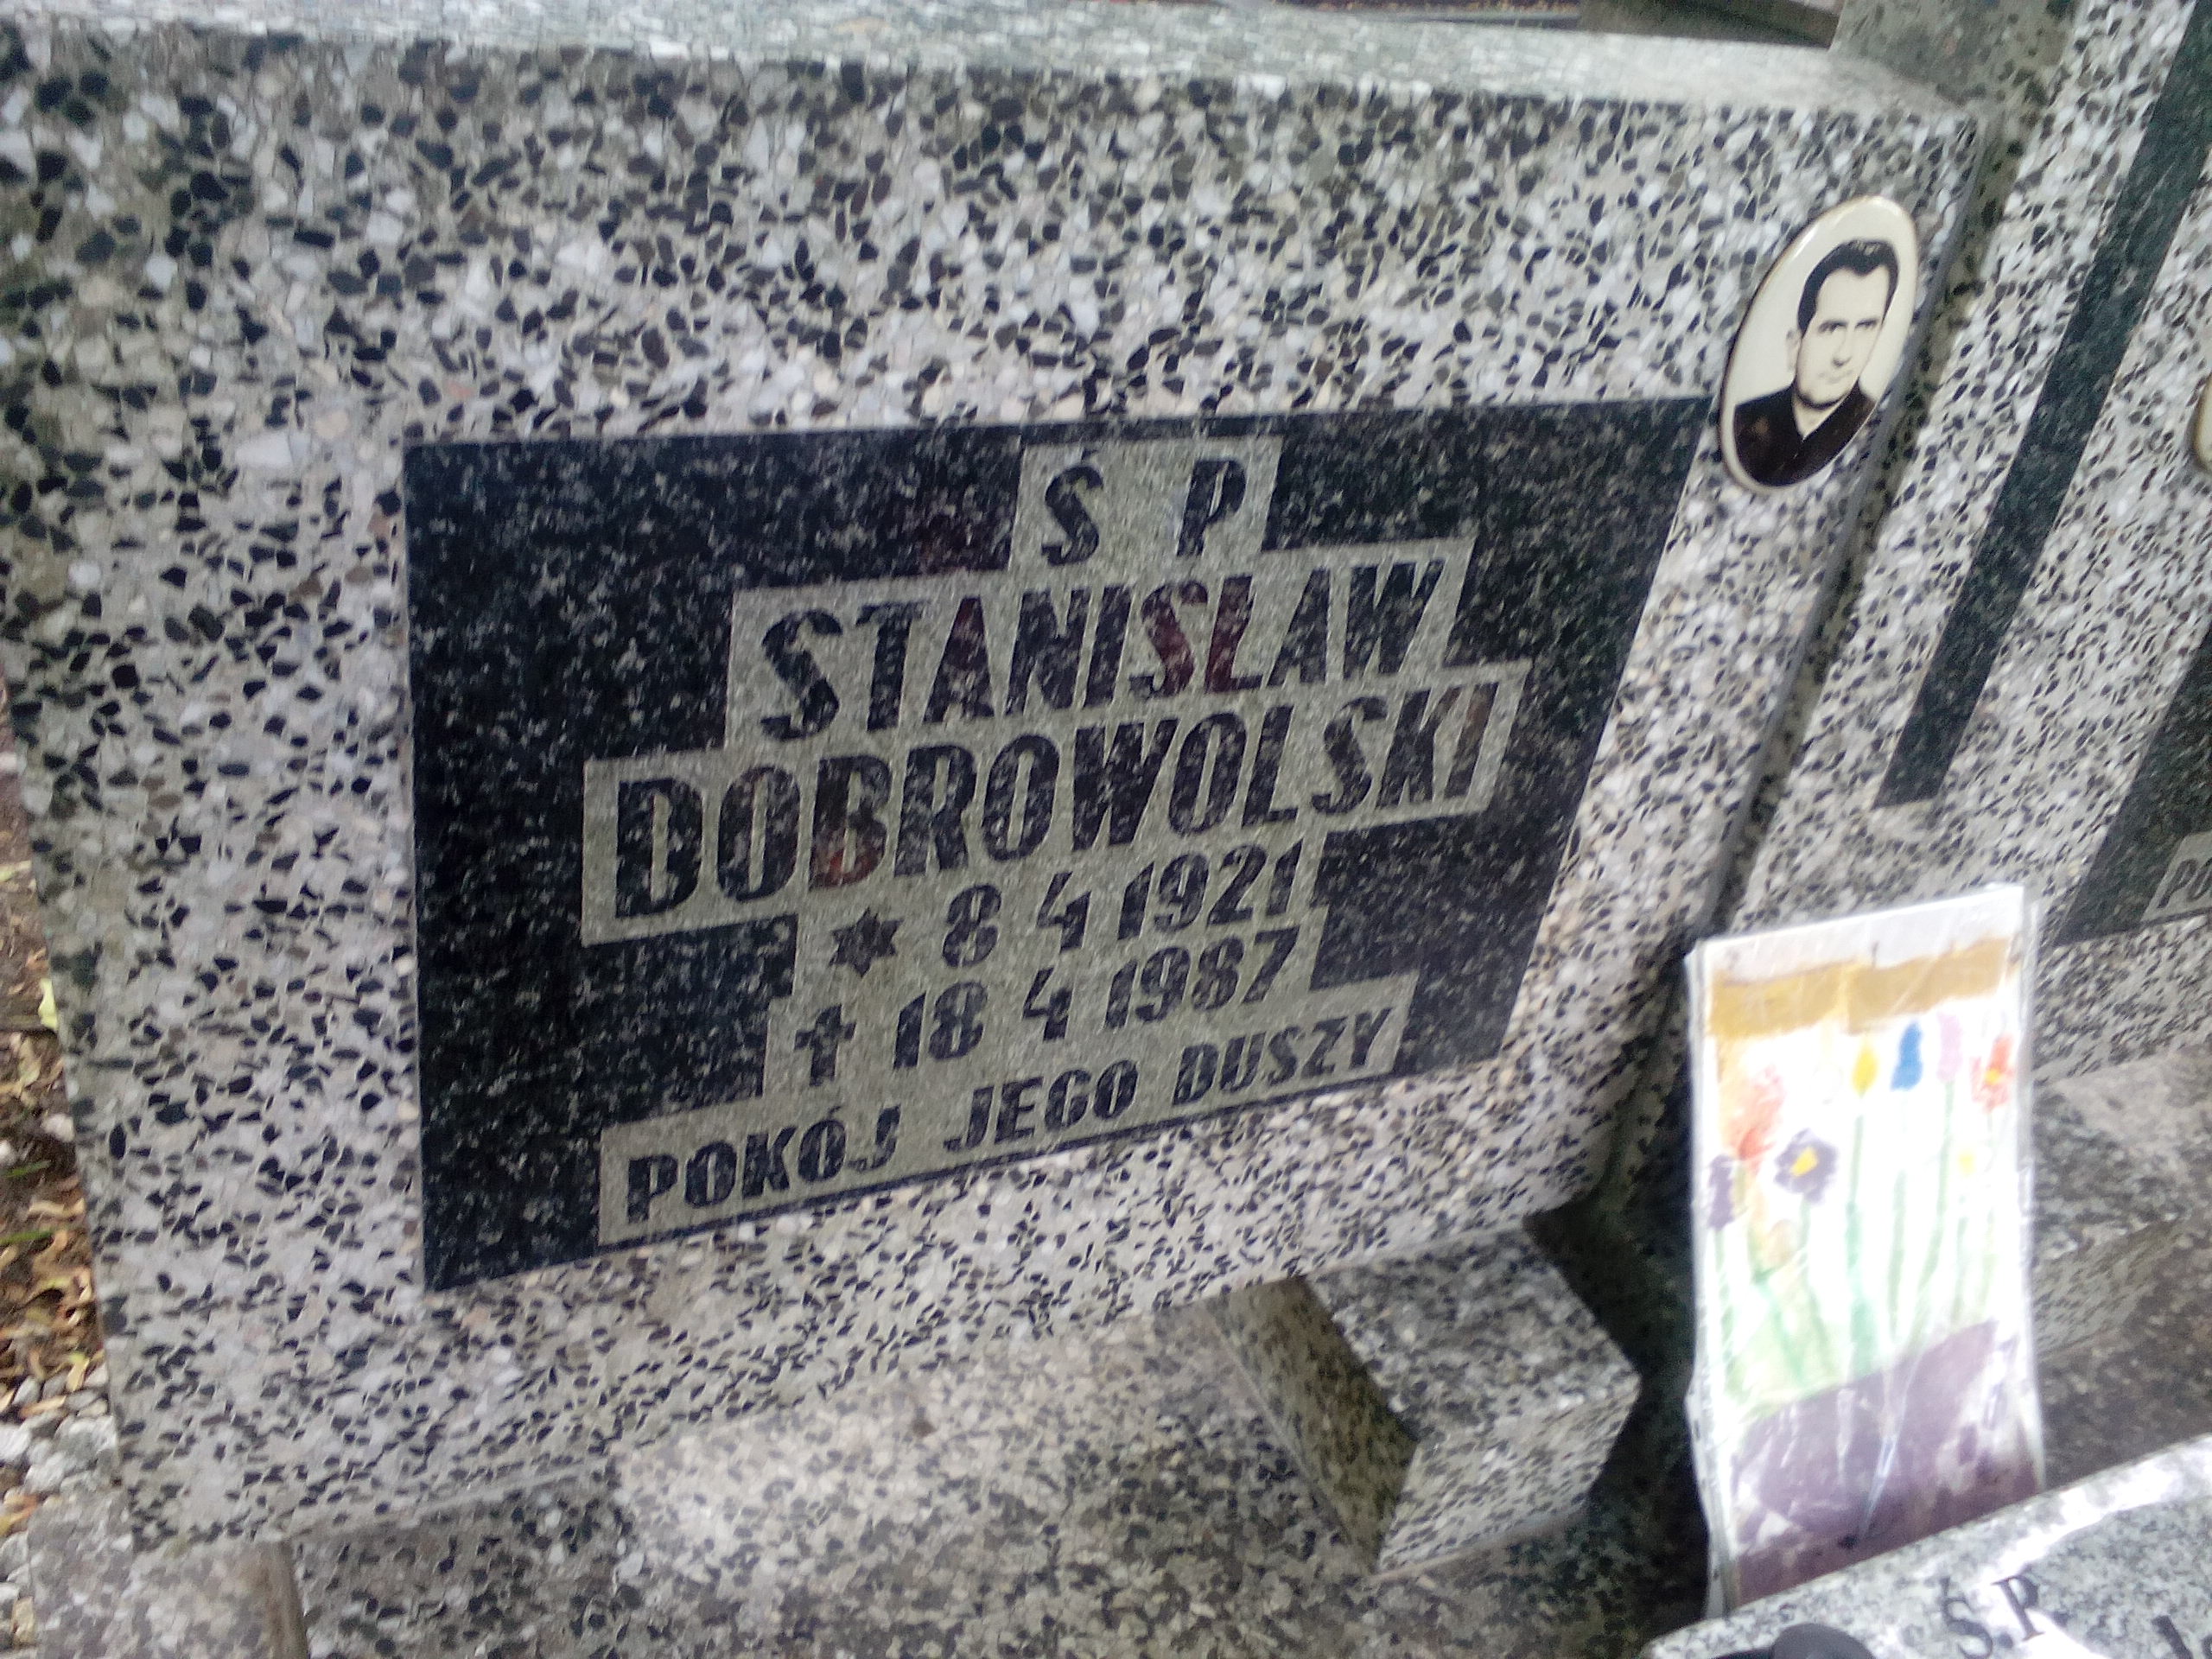 Ś P
STANISŁAW
DOBROWOLSKI
* 8 4 1921
✝ 18 4 1987
POKÓJ JEGO DUSZY
Ś.P.